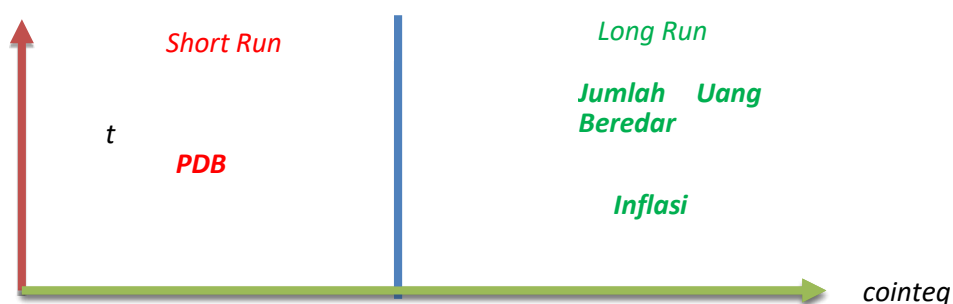 Short Run
Long Run
Jumlah Uang
Beredar
t
PDB
Inflasi
cointeq